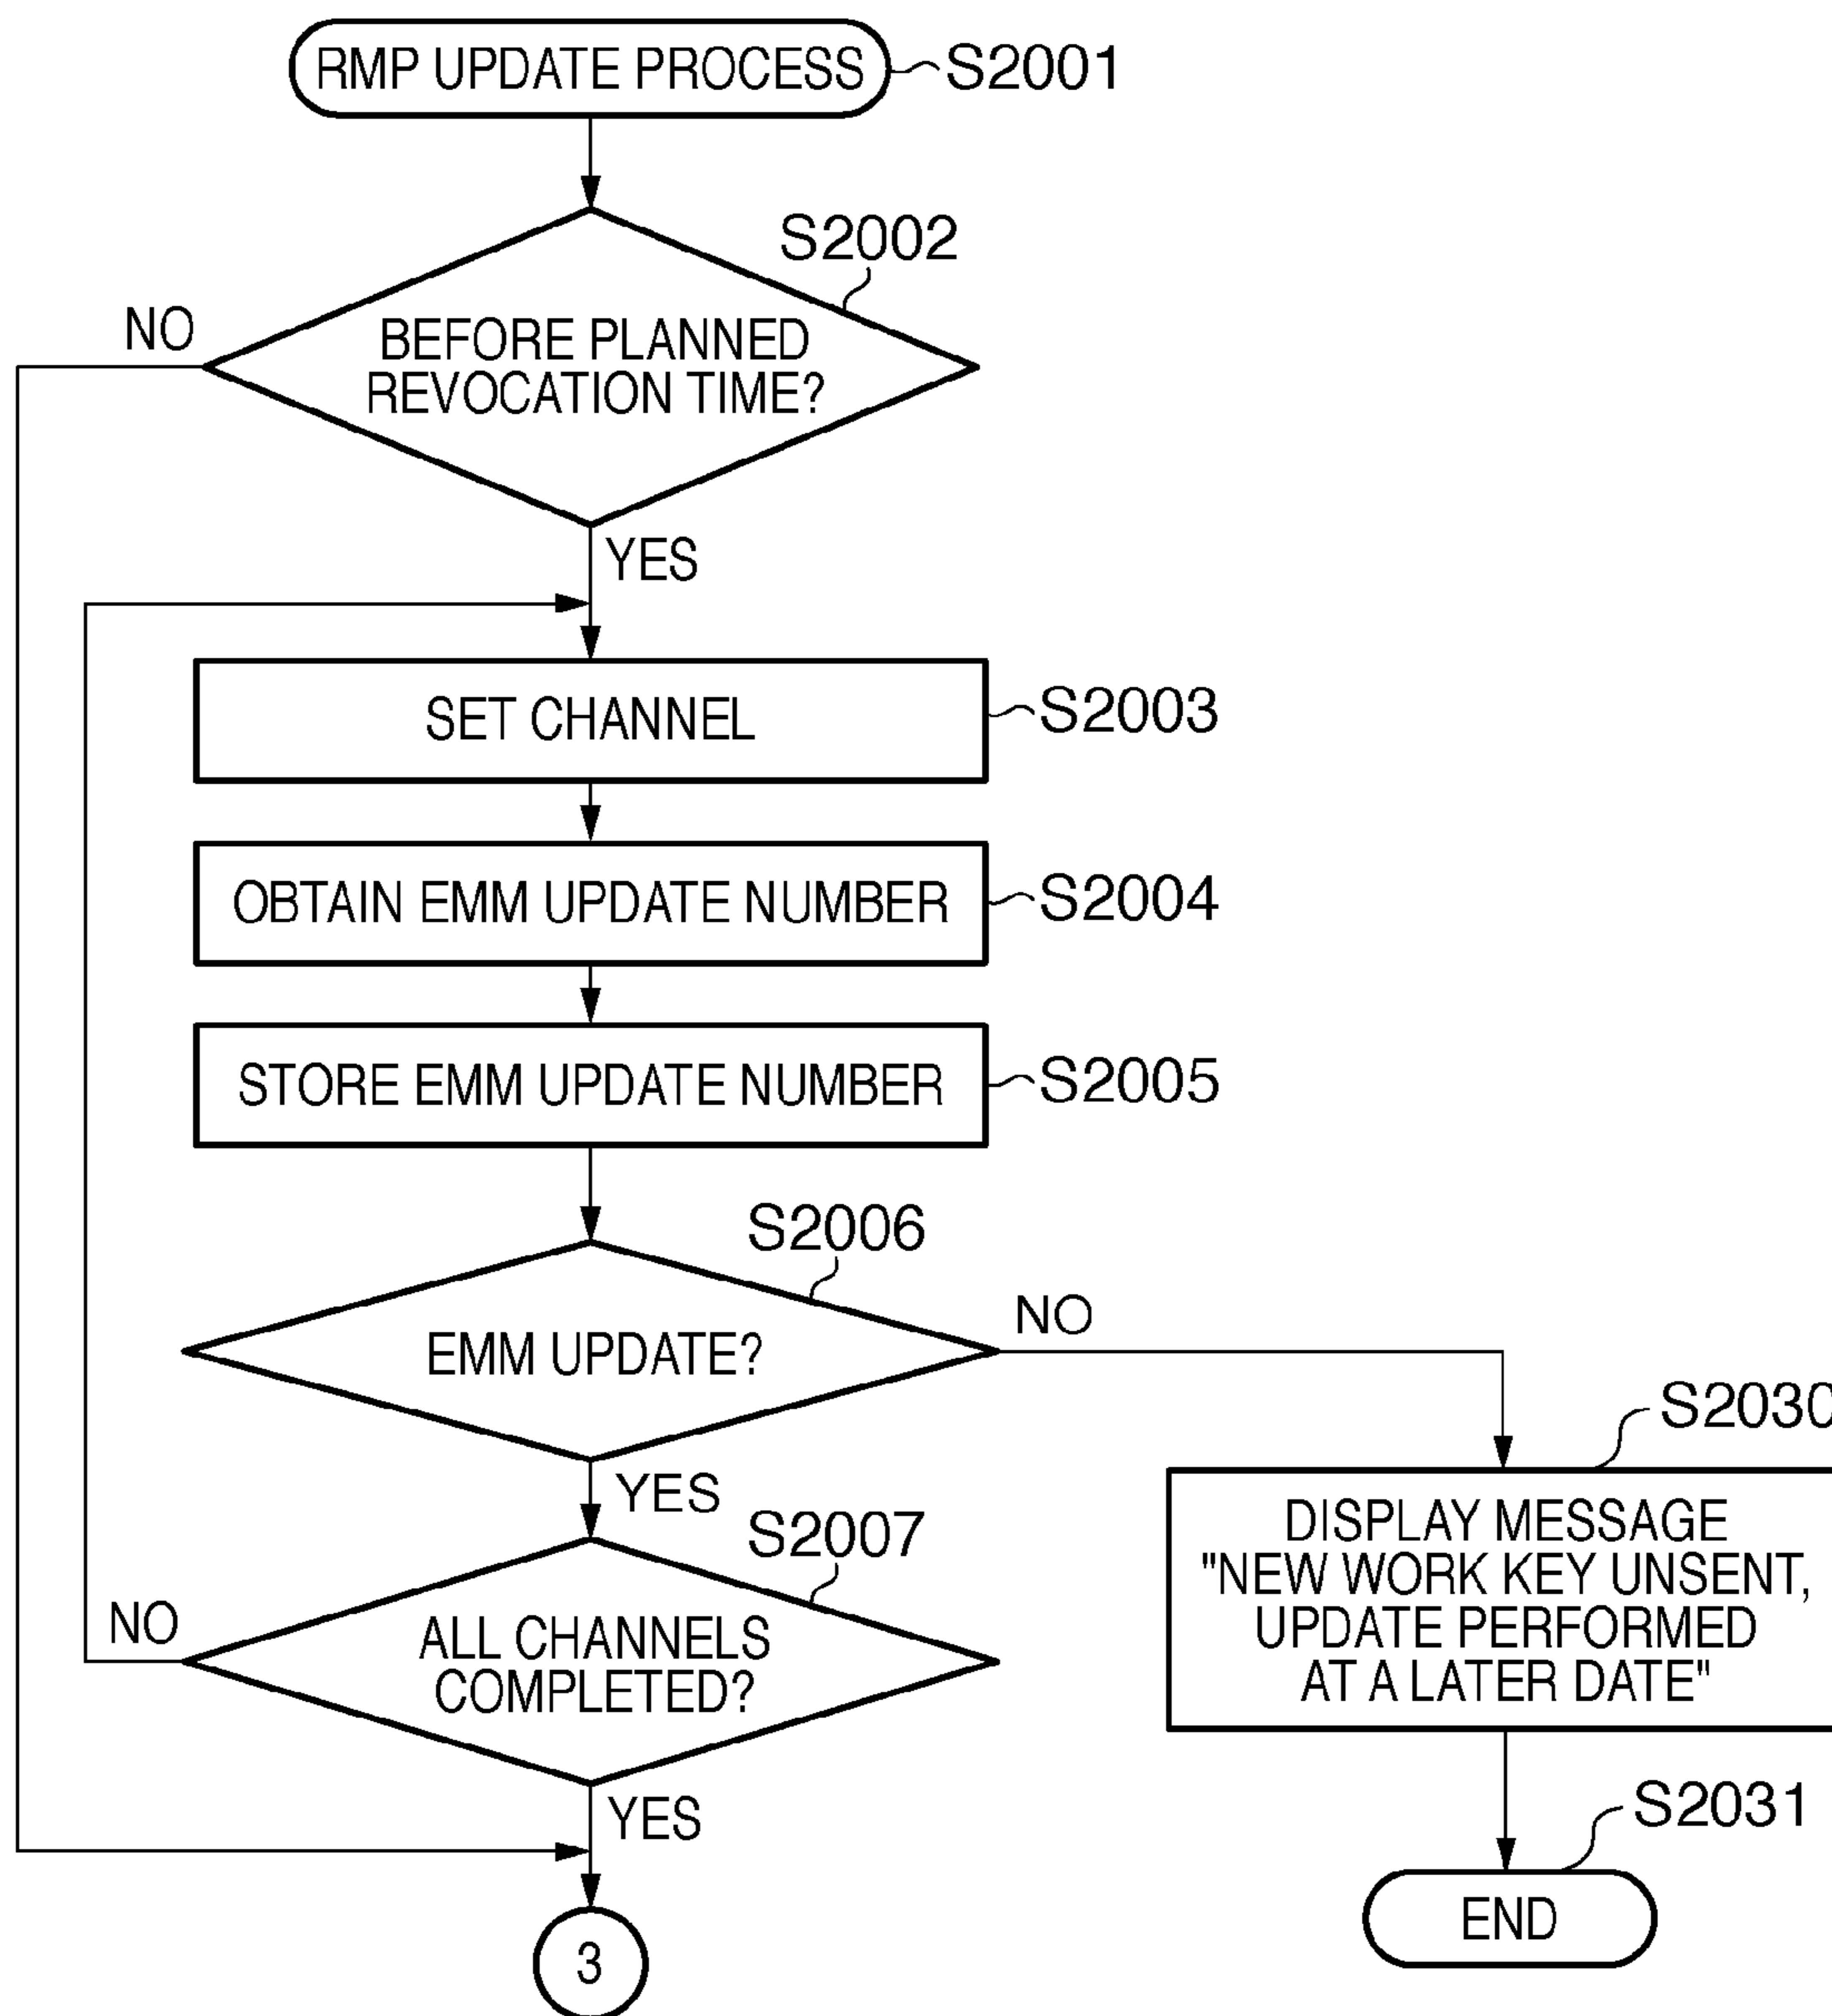 RMP UPDATE PROCESS
S2001
S2002
NO
BEFORE PLANNED
REVOCATION TIME?
YES
SET CHANNEL
S2003
OBTAIN EMM UPDATE NUMBER
S2004
STORE EMM UPDATE NUMBER
S2005
S2006
EMM UPDATE?
NO
YES
S2030
DISPLAY MESSAGE
"NEW WORK KEY UNSENT,
UPDATE PERFORMED
AT A LATER DATE"
S2007
NO
ALL CHANNELS
COMPLETED?
YES
S2031
END
3